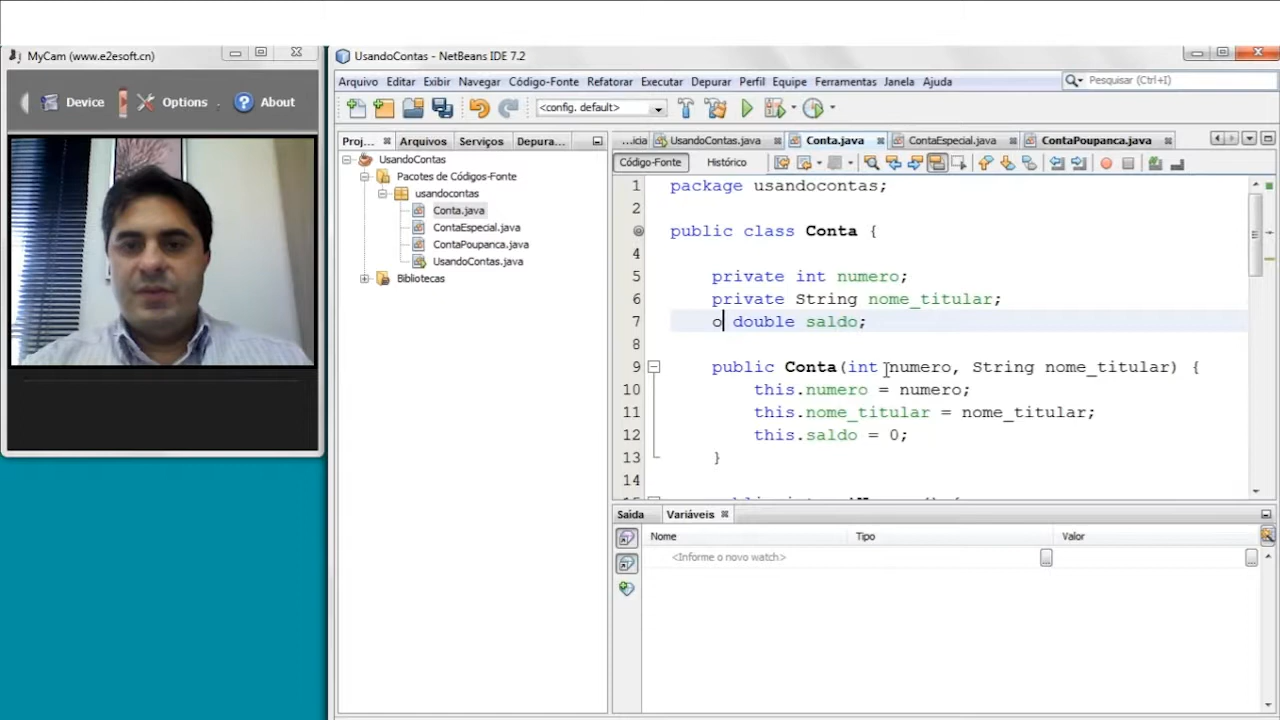 MyCam (www.e2esoft.cn)
Device
Options
About
UsandoContas - NetBeans IDE 7.2
Arquivo Editar Exibir Navegar Código-Fonte Refatorar Executar Depurar Perfil Equipe Ferramentas Janela Ajuda
Pesquisar (Ctrl+I)
<config. default>
Proj... Arquivos Serviços Depura...
UsandoContas
Pacotes de Códigos-Fonte
usandocontas
Conta.java
ContaEspecial.java
ContaPoupanca.java
UsandoContas.java
Bibliotecas
...icia UsandoContas.java Conta.java ContaEspecial.java ContaPoupanca.java
Código-Fonte Histórico
1 package usandocontas;
2
public class Conta {
4
5 private int numero;
6 private String nome_titular;
7 o double saldo;
8
9 public Conta(int numero, String nome_titular) {
10 this.numero = numero;
11 this.nome_titular = nome_titular;
12 this.saldo = 0;
13 }
14
Saída Variáveis
Nome Tipo Valor
<Informe o novo watch>